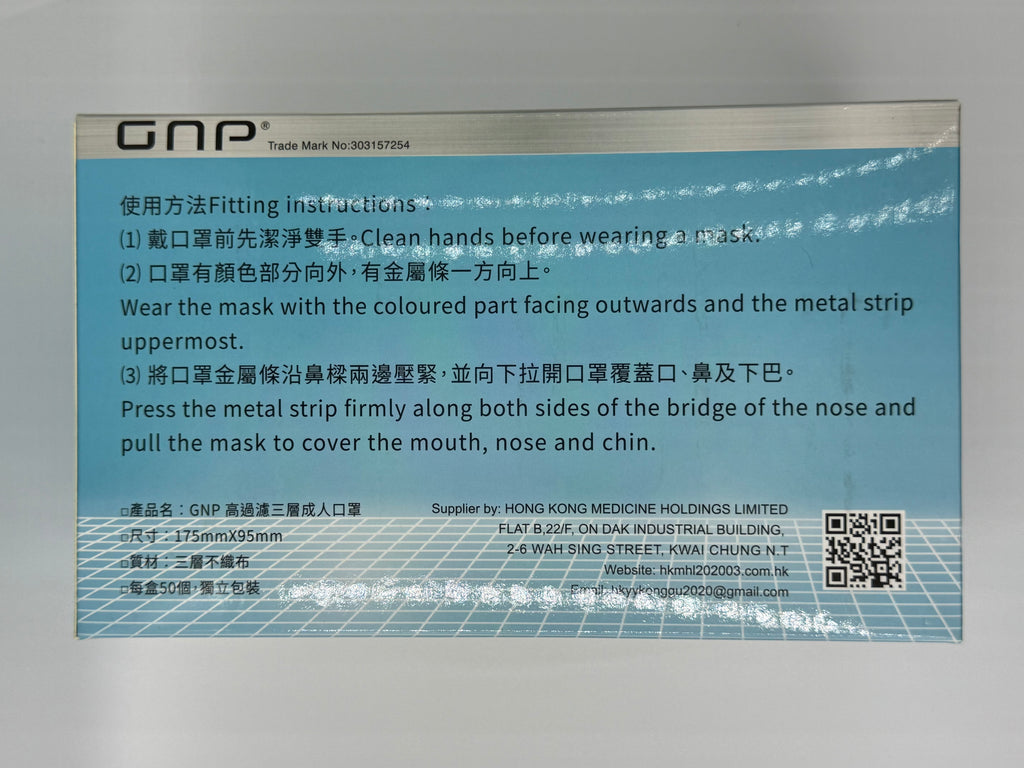 GNP® Trade Mark No:303157254
使用方法Fitting instructions：
(1) 戴口罩前先潔淨雙手。Clean hands before wearing a mask.
(2) 口罩有顏色部分向外，有金屬條一方向上。
Wear the mask with the coloured part facing outwards and the metal strip
uppermost.
(3) 將口罩金屬條沿鼻樑兩邊壓緊，並向下拉開口罩覆蓋口、鼻及下巴。
Press the metal strip firmly along both sides of the bridge of the nose and
pull the mask to cover the mouth, nose and chin.
□產品名：GNP 高過濾三層成人口罩
□尺寸：175mmX95mm
□質材：三層不織布
□每盒50個，獨立包裝
Supplier by: HONG KONG MEDICINE HOLDINGS LIMITED
FLAT B,22/F, ON DAK INDUSTRIAL BUILDING,
2-6 WAH SING STREET, KWAI CHUNG N.T
Website: hkmhl202003.com.hk
Email: hkyykonggu2020@gmail.com